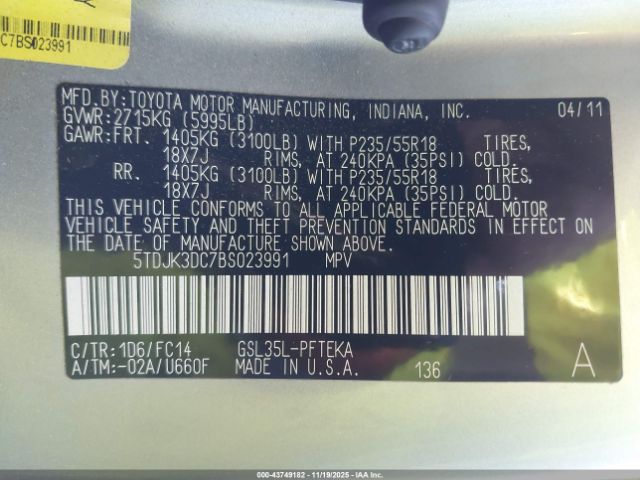 C7BS023991
MFD. BY: TOYOTA MOTOR MANUFACTURING, INDIANA, INC. 04/11
GVWR: 2715KG (5995LB)
GAWR: FRT. 1405KG (3100LB) WITH P235/55R18 TIRES,
18X7J RIMS, AT 240KPA (35PSI) COLD.
RR. 1405KG (3100LB) WITH P235/55R18 TIRES,
18X7J RIMS, AT 240KPA (35PSI) COLD.
THIS VEHICLE CONFORMS TO ALL APPLICABLE FEDERAL MOTOR
VEHICLE SAFETY AND THEFT PREVENTION STANDARDS IN EFFECT ON
THE DATE OF MANUFACTURE SHOWN ABOVE.
5TDJK3DC7BS023991 MPV
C/TR: 1D6/FC14 GSL35L-PFTEKA
A/TM: -02A/U660F MADE IN U.S.A. 136 A
00-43749182 - 11/19/2025 - COPART